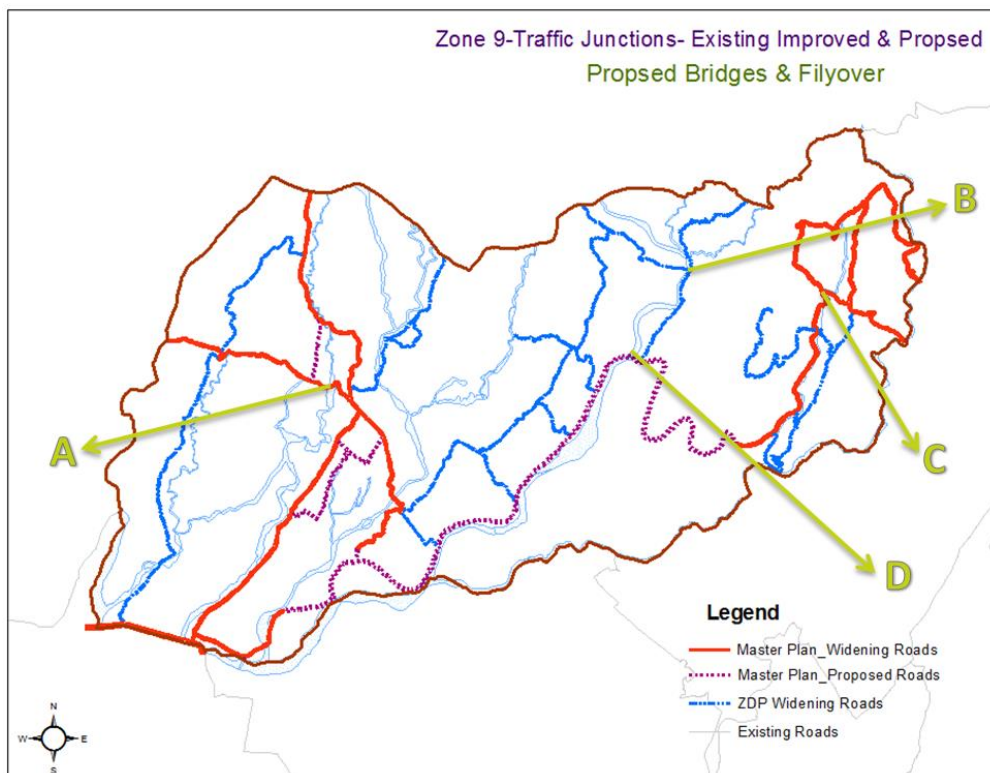 Zone 9-Traffic Junctions- Existing Improved & Propsed
Propsed Bridges & Filyover
B
A
C
D
Legend
Master Plan_Widening Roads
Master Plan_Proposed Roads
ZDP Widening Roads
Existing Roads
N
W E
S